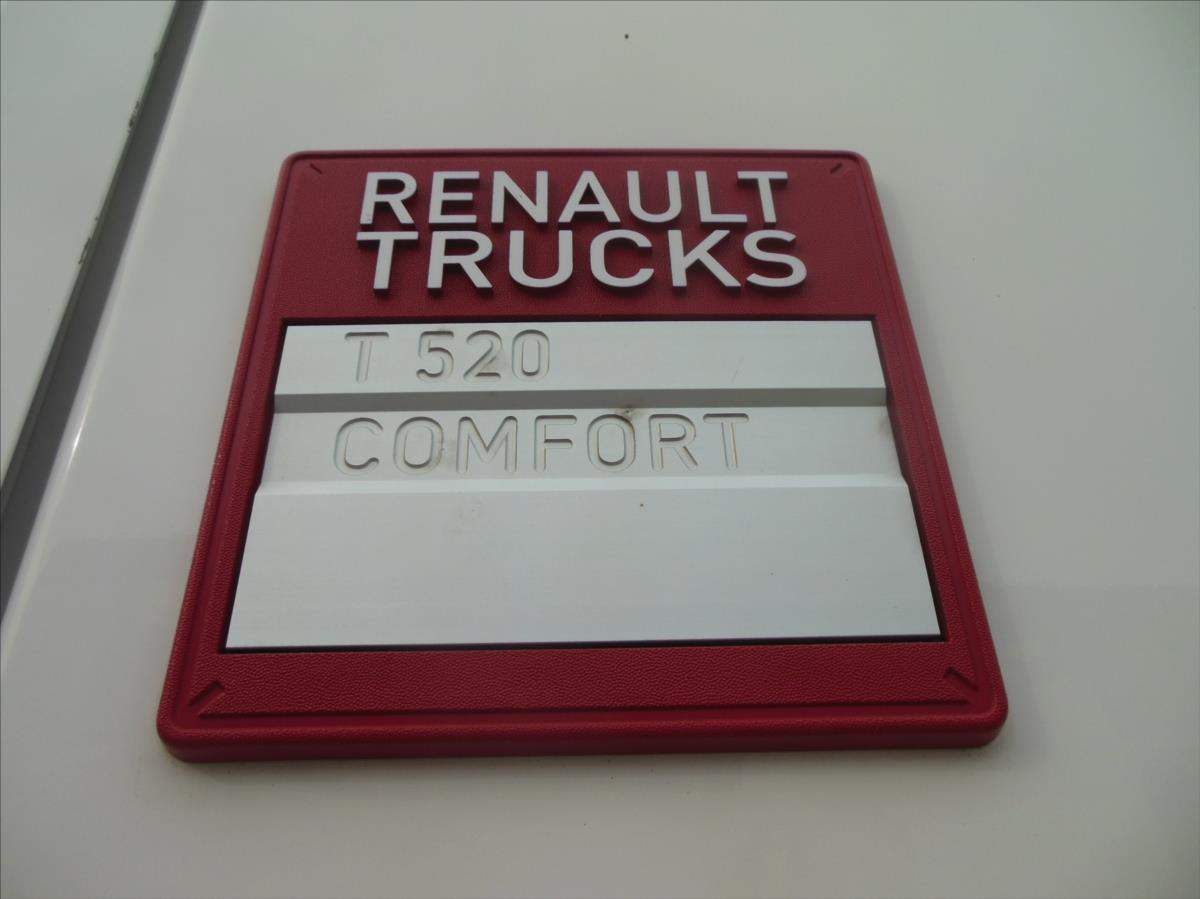 RENAULT
TRUCKS
T 520
COMFORT